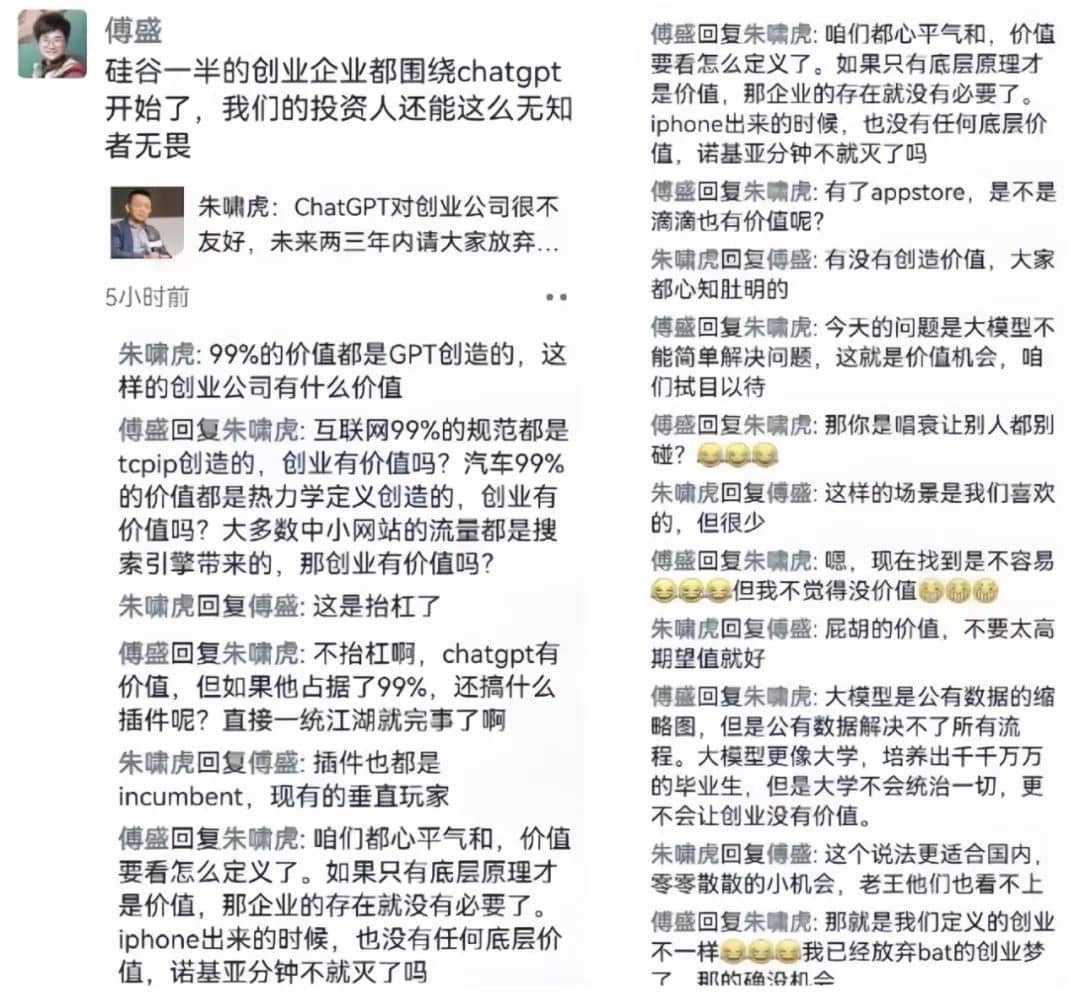 傅盛
硅谷一半的创业企业都围绕chatgpt
开始了，我们的投资人还能这么无知
者无畏
朱啸虎：ChatGPT对创业公司很不
友好，未来两三年内请大家放弃...
5小时前
朱啸虎: 99%的价值都是GPT创造的，这
样的创业公司有什么价值
傅盛回复朱啸虎: 互联网99%的规范都是
tcpip创造的，创业有价值吗？汽车99%
的价值都是热力学定义创造的，创业有
价值吗？大多数中小网站的流量都是搜
索引擎带来的，那创业有价值吗？
朱啸虎回复傅盛: 这是抬杠了
傅盛回复朱啸虎: 不抬杠啊，chatgpt有
价值，但如果他占据了99%，还搞什么
插件呢？直接一统江湖就完事了啊
朱啸虎回复傅盛: 插件也都是
incumbent，现有的垂直玩家
傅盛回复朱啸虎: 咱们都心平气和，价值
要看怎么定义了。如果只有底层原理才
是价值，那企业的存在就没有必要了。
iphone出来的时候，也没有任何底层价
值，诺基亚分钟不就灭了吗
傅盛回复朱啸虎: 咱们都心平气和，价值
要看怎么定义了。如果只有底层原理才
是价值，那企业的存在就没有必要了。
iphone出来的时候，也没有任何底层价
值，诺基亚分钟不就灭了吗
傅盛回复朱啸虎: 有了appstore，是不是
滴滴也有价值呢？
朱啸虎回复傅盛: 有没有创造价值，大家
都心知肚明的
傅盛回复朱啸虎: 今天的问题是大模型不
能简单解决问题，这就是价值机会，咱
们拭目以待
傅盛回复朱啸虎: 那你是唱衰让别人都别
碰？😂😂😂
朱啸虎回复傅盛: 这样的场景是我们喜欢
的，但很少
傅盛回复朱啸虎: 嗯，现在找到是不容易
😂😂😂但我不觉得没价值😭😭😭
朱啸虎回复傅盛: 屁胡的价值，不要太高
期望值就好
傅盛回复朱啸虎: 大模型是公有数据的缩
略图，但是公有数据解决不了所有流
程。大模型更像大学，培养出千千万万
的毕业生，但是大学不会统治一切，更
不会让创业没有价值。
朱啸虎回复傅盛: 这个说法更适合国内，
零零散散的小机会，老王他们也看不上
傅盛回复朱啸虎: 那就是我们定义的创业
不一样😂😂😂我已经放弃bat的创业梦
了，那的确没机会